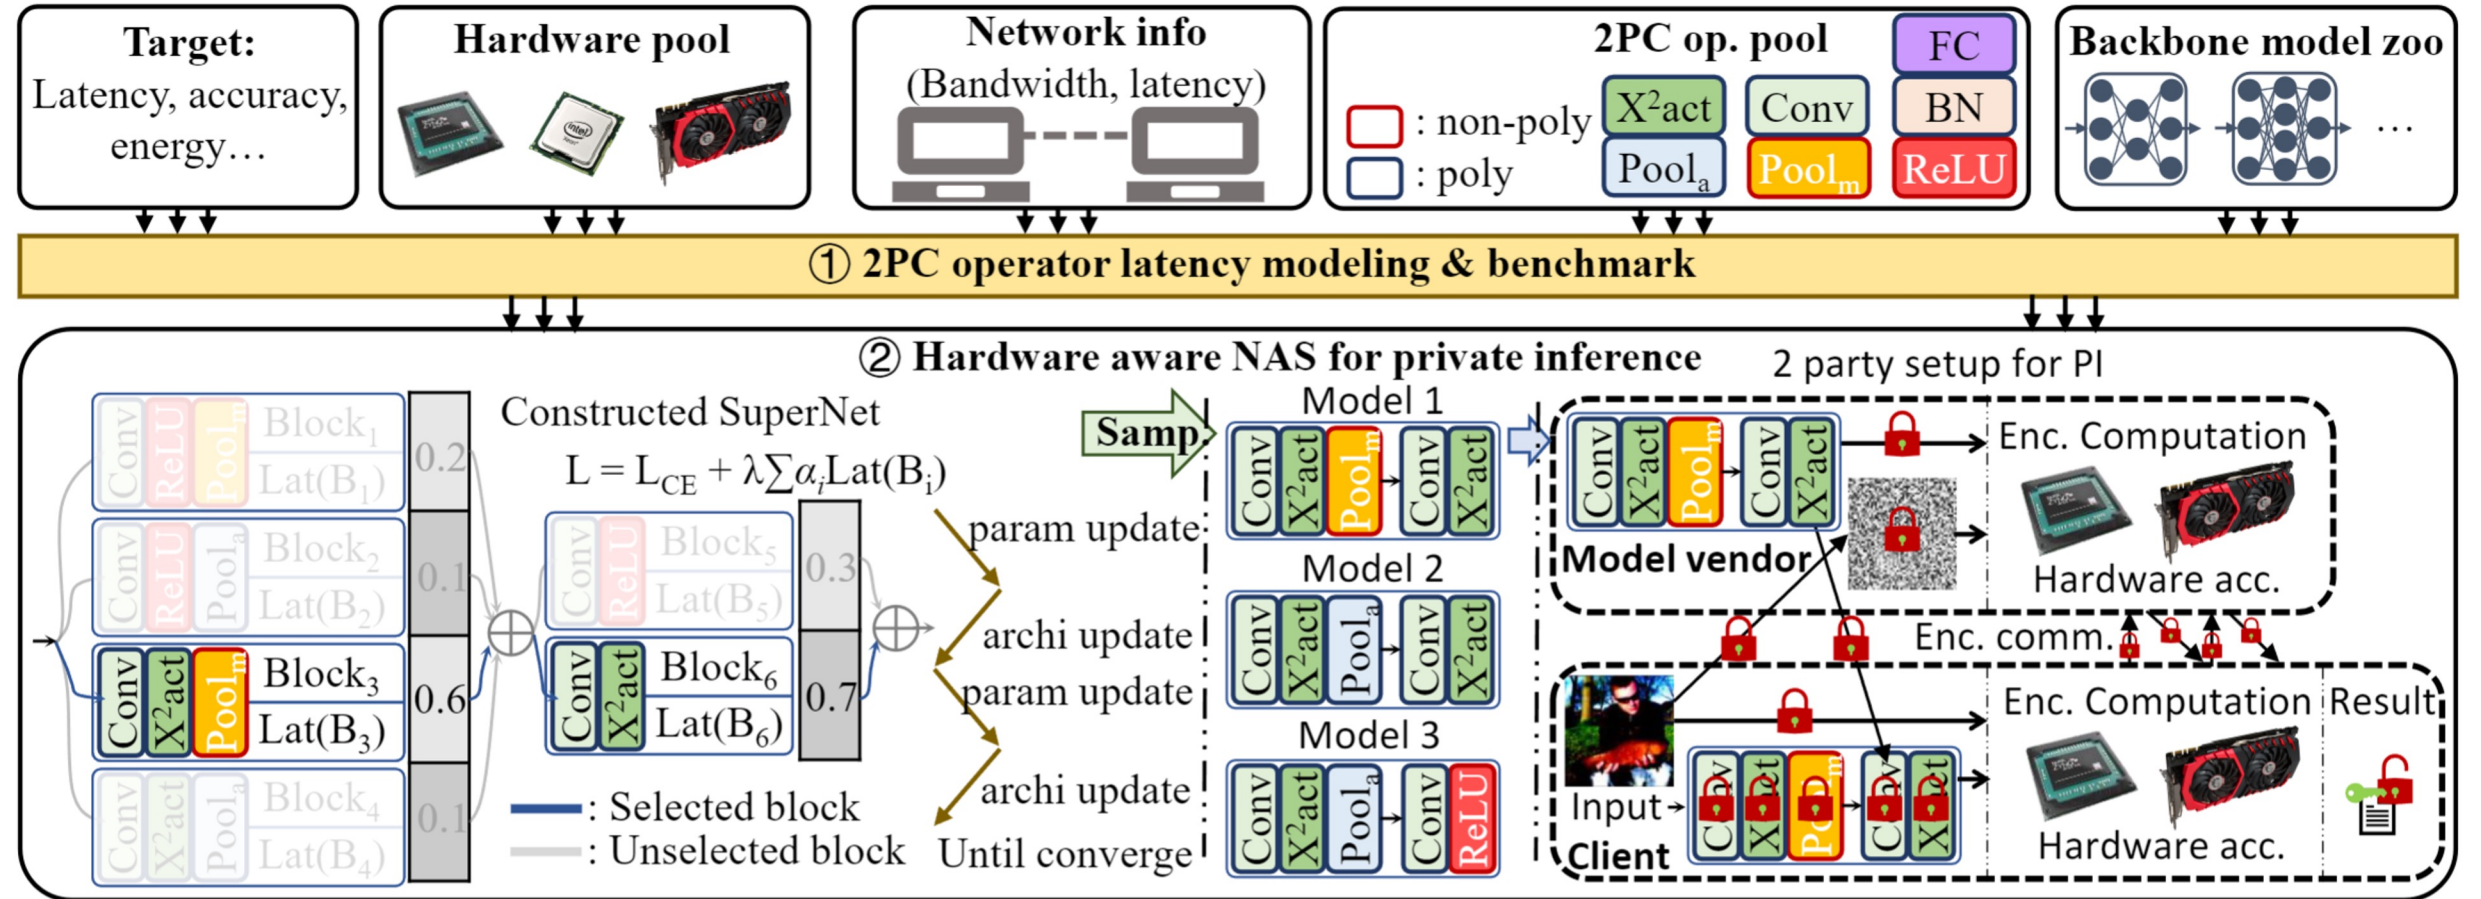 Target:
Latency, accuracy,
energy…
Hardware pool
intel
Network info
(Bandwidth, latency)
2PC op. pool
: non-poly
: poly
FC
X²act
Conv
BN
Poolₐ
Poolₘ
ReLU
Backbone model zoo
…
① 2PC operator latency modeling & benchmark
② Hardware aware NAS for private inference
Conv
ReLU
Poolₘ
Block₁
Lat(B₁)
0.2
Conv
ReLU
Poolₐ
Block₂
Lat(B₂)
0.1
Conv
X²act
Poolₘ
Block₃
Lat(B₃)
0.6
Conv
X²act
Poolₐ
Block₄
Lat(B₄)
0.1
Constructed SuperNet
L = L_CE + λ∑αᵢLat(Bᵢ)
Conv
ReLU
Block₅
Lat(B₅)
0.3
Conv
X²act
Block₆
Lat(B₆)
0.7
: Selected block
: Unselected block
param update
archi update
param update
archi update
Until converge
Samp.
Model 1
Conv
X²act
Poolₘ
Conv
X²act
Model 2
Conv
X²act
Poolₐ
Conv
X²act
Model 3
Conv
X²act
Poolₐ
Conv
ReLU
2 party setup for PI
Conv
X²act
Poolₘ
Conv
X²act
Model vendor
Enc. Computation
Hardware acc.
Enc. comm.
Input
Client
Enc. Computation
Hardware acc.
Result